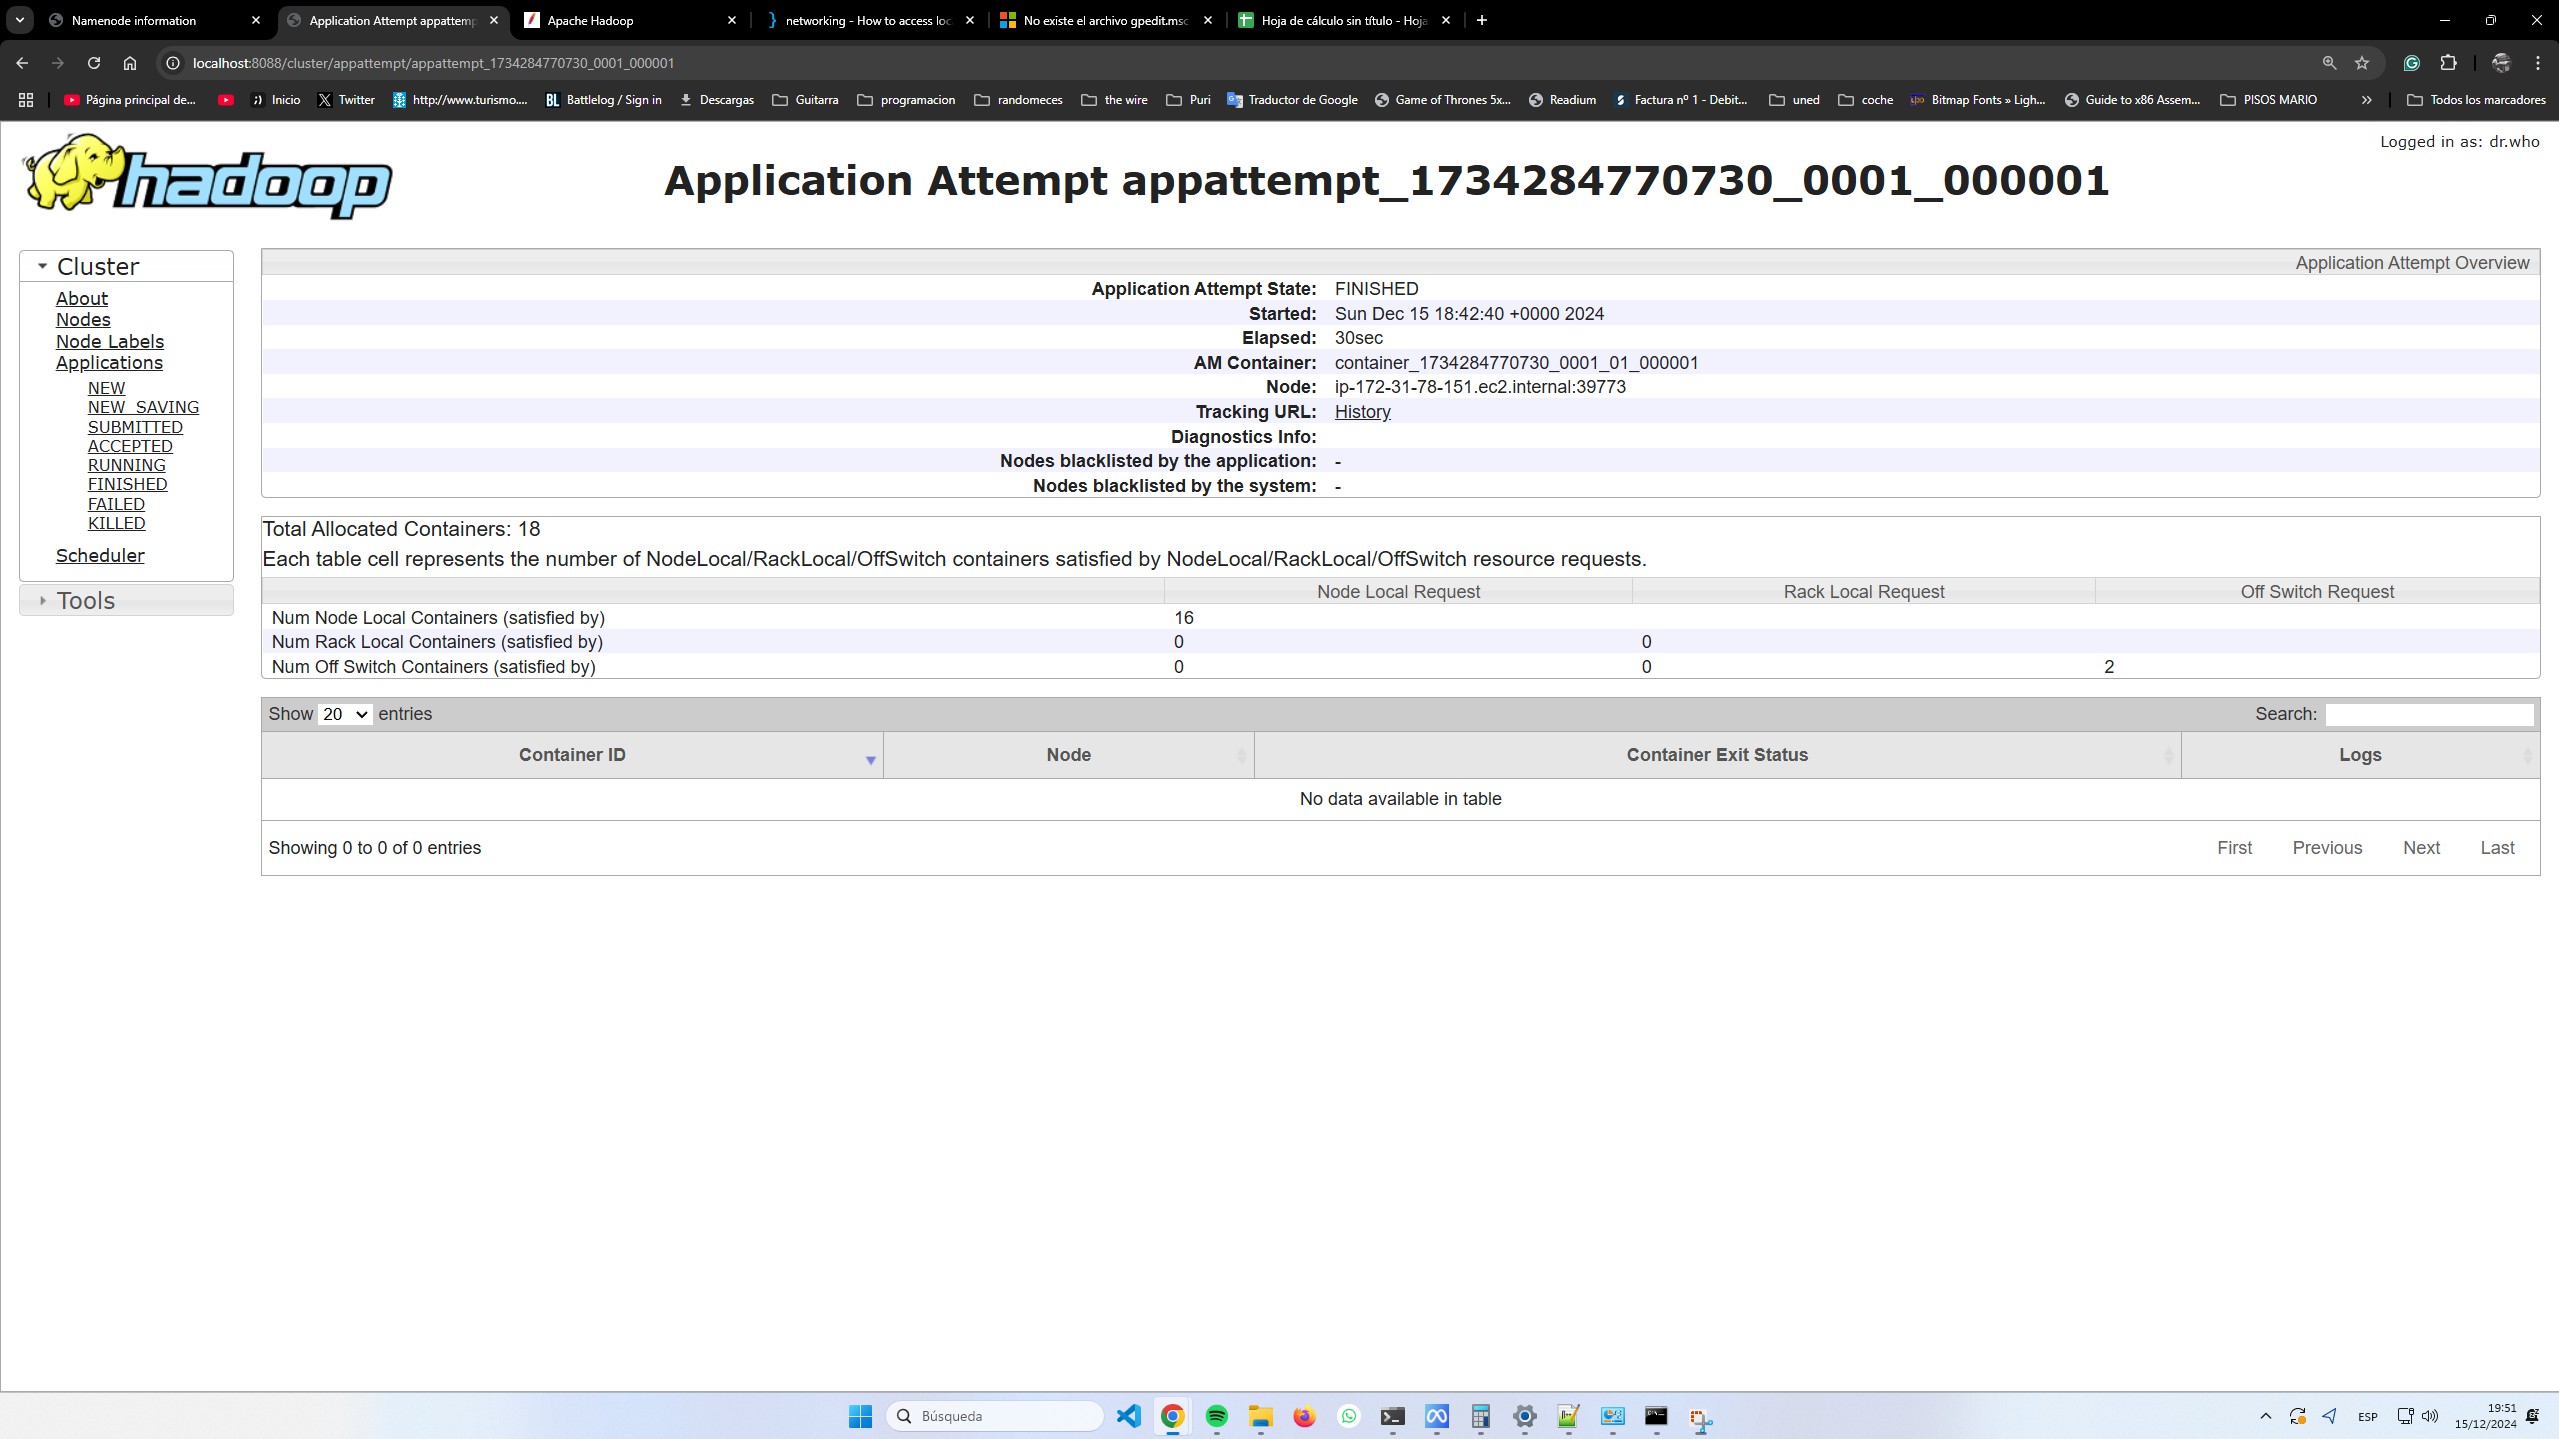 Namenode information
Application Attempt appattemp
Apache Hadoop
networking - How to access loc
No existe el archivo gpedit.msc
Hoja de cálculo sin título - Hoja
localhost:8088/cluster/appattempt/appattempt_1734284770730_0001_000001
Página principal de...
Inicio
Twitter
http://www.turismo....
BL Battlelog / Sign in
Descargas
Guitarra
programacion
randomeces
the wire
Puri
Traductor de Google
Game of Thrones 5x...
Readium
Factura nº 1 - Debit...
uned
coche
Bitmap Fonts » Ligh...
Guide to x86 Assem...
PISOS MARIO
Todos los marcadores
Logged in as: dr.who
hadoop
Application Attempt appattempt_1734284770730_0001_000001
Cluster
About
Nodes
Node Labels
Applications
NEW
NEW_SAVING
SUBMITTED
ACCEPTED
RUNNING
FINISHED
FAILED
KILLED
Scheduler
Tools
Application Attempt Overview
Application Attempt State: FINISHED
Started: Sun Dec 15 18:42:40 +0000 2024
Elapsed: 30sec
AM Container: container_1734284770730_0001_01_000001
Node: ip-172-31-78-151.ec2.internal:39773
Tracking URL: History
Diagnostics Info:
Nodes blacklisted by the application: -
Nodes blacklisted by the system: -
Total Allocated Containers: 18
Each table cell represents the number of NodeLocal/RackLocal/OffSwitch containers satisfied by NodeLocal/RackLocal/OffSwitch resource requests.
Node Local Request Rack Local Request Off Switch Request
Num Node Local Containers (satisfied by) 16
Num Rack Local Containers (satisfied by) 0 0
Num Off Switch Containers (satisfied by) 0 0 2
Show 20 entries Search:
Container ID Node Container Exit Status Logs
No data available in table
Showing 0 to 0 of 0 entries First Previous Next Last
Búsqueda
ESP
19:51
15/12/2024